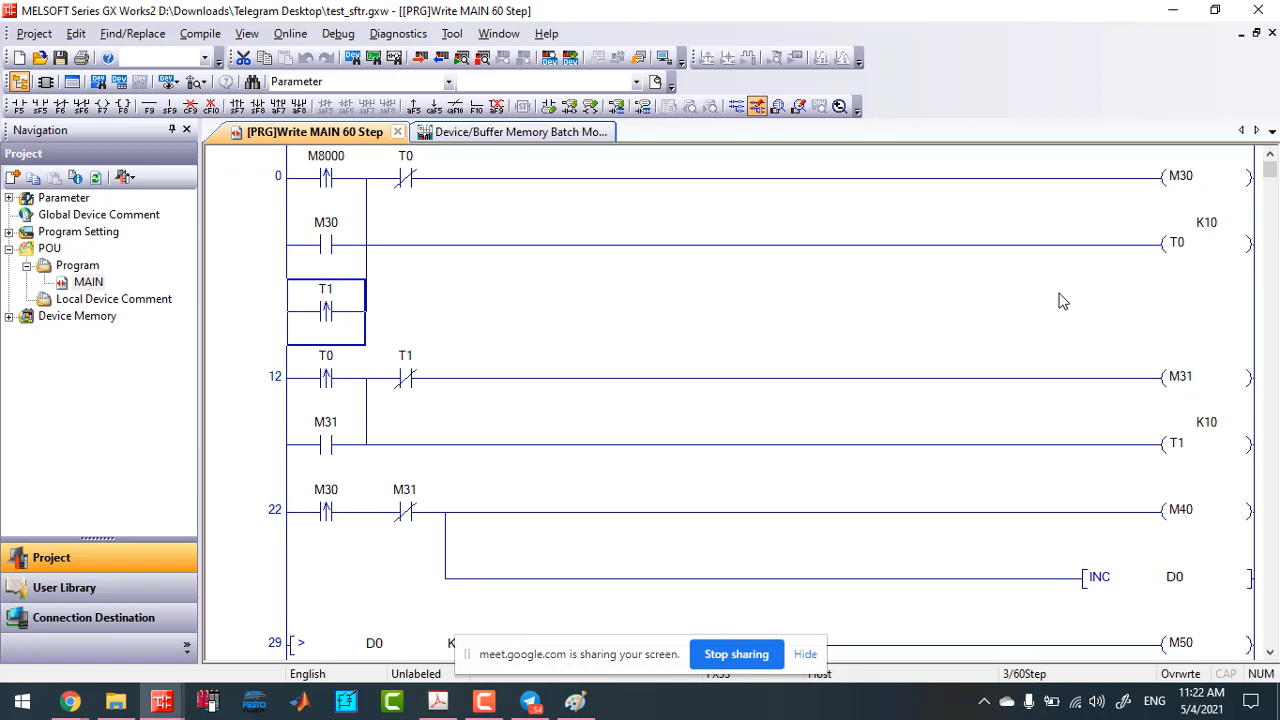 MELSOFT Series GX Works2 D:\Downloads\Telegram Desktop\test_sftr.gxw - [[PRG]Write MAIN 60 Step]
Project Edit Find/Replace Compile View Online Debug Diagnostics Tool Window Help
Parameter
Navigation
[PRG]Write MAIN 60 Step
Device/Buffer Memory Batch Mo...
Project
Parameter
Global Device Comment
Program Setting
POU
Program
MAIN
Local Device Comment
Device Memory
M8000 T0
0 M30
M30 K10
T0
T1
T0 T1
12 M31
M31 K10
T1
M30 M31
22 M40
INC D0
29 > D0 K M50
Project
User Library
Connection Destination
meet.google.com is sharing your screen. Stop sharing Hide
English Unlabeled Host 3/60Step Ovrwrte CAP NUM
54
ENG
11:22 AM
5/4/2021